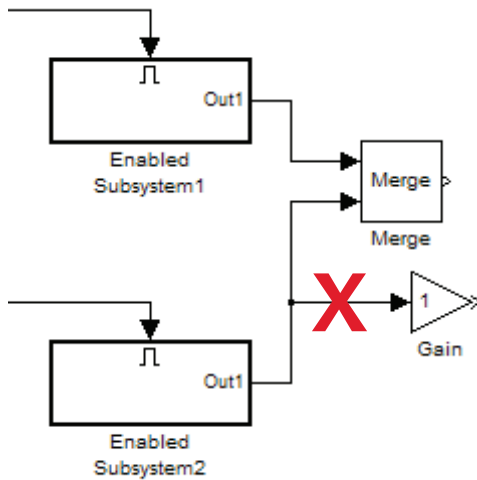 Out1
Enabled
Subsystem1
Merge
Merge
1
Gain
Out1
Enabled
Subsystem2